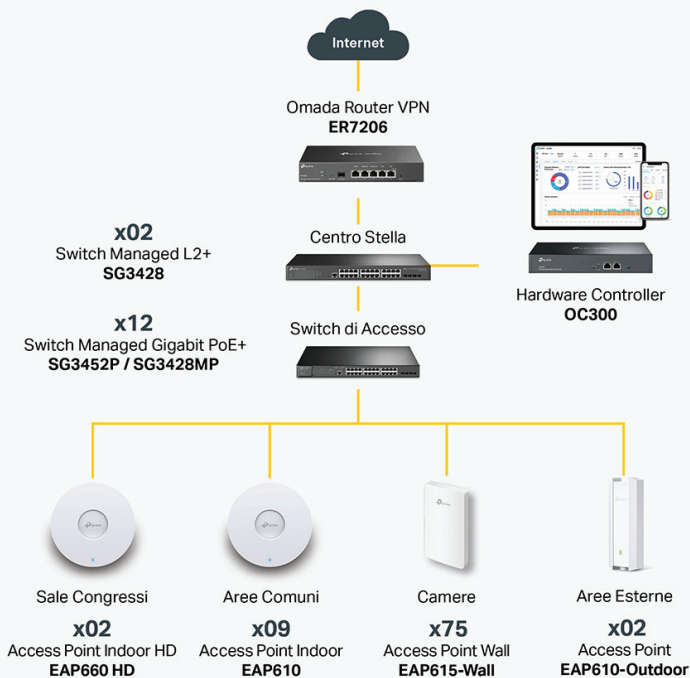 Internet
Omada Router VPN
ER7206
x02
Switch Managed L2+
SG3428
Centro Stella
Hardware Controller
OC300
x12
Switch Managed Gigabit PoE+
SG3452P / SG3428MP
Switch di Accesso
Sale Congressi
Aree Comuni
Camere
Aree Esterne
x02
Access Point Indoor HD
EAP660 HD
x09
Access Point Indoor
EAP610
x75
Access Point Wall
EAP615-Wall
x02
Access Point
EAP610-Outdoor